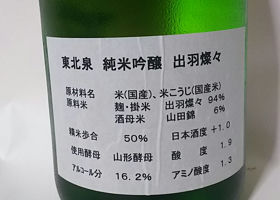 東北泉 純米吟醸 出羽燦々
原材料名 米(国産)、米こうじ(国産)
原料米 麹・掛米 出羽燦々 94%
酒母米 山田錦 6%
精米歩合 50% 日本酒度 +1.0
使用酵母 山形酵母 酸度 1.9
アルコール分 16.2% アミノ酸度 1.3